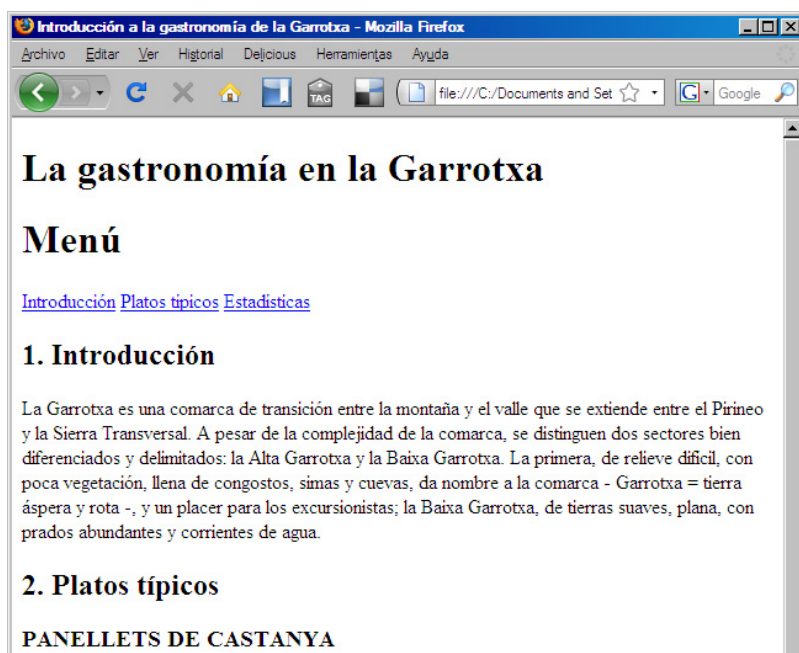 Introducción a la gastronomía de la Garrotxa - Mozilla Firefox
Archivo Editar Ver Historial Delicious Herramientas Ayuda
TAG file:///C:/Documents and Set G Google
La gastronomía en la Garrotxa
Menú
Introducción Platos típicos Estadísticas
1. Introducción
La Garrotxa es una comarca de transición entre la montaña y el valle que se extiende entre el Pirineo
y la Sierra Transversal. A pesar de la complejidad de la comarca, se distinguen dos sectores bien
diferenciados y delimitados: la Alta Garrotxa y la Baixa Garrotxa. La primera, de relieve difícil, con
poca vegetación, llena de congostos, simas y cuevas, da nombre a la comarca - Garrotxa = tierra
áspera y rota -, y un placer para los excursionistas; la Baixa Garrotxa, de tierras suaves, plana, con
prados abundantes y corrientes de agua.
2. Platos típicos
PANELLETS DE CASTANYA